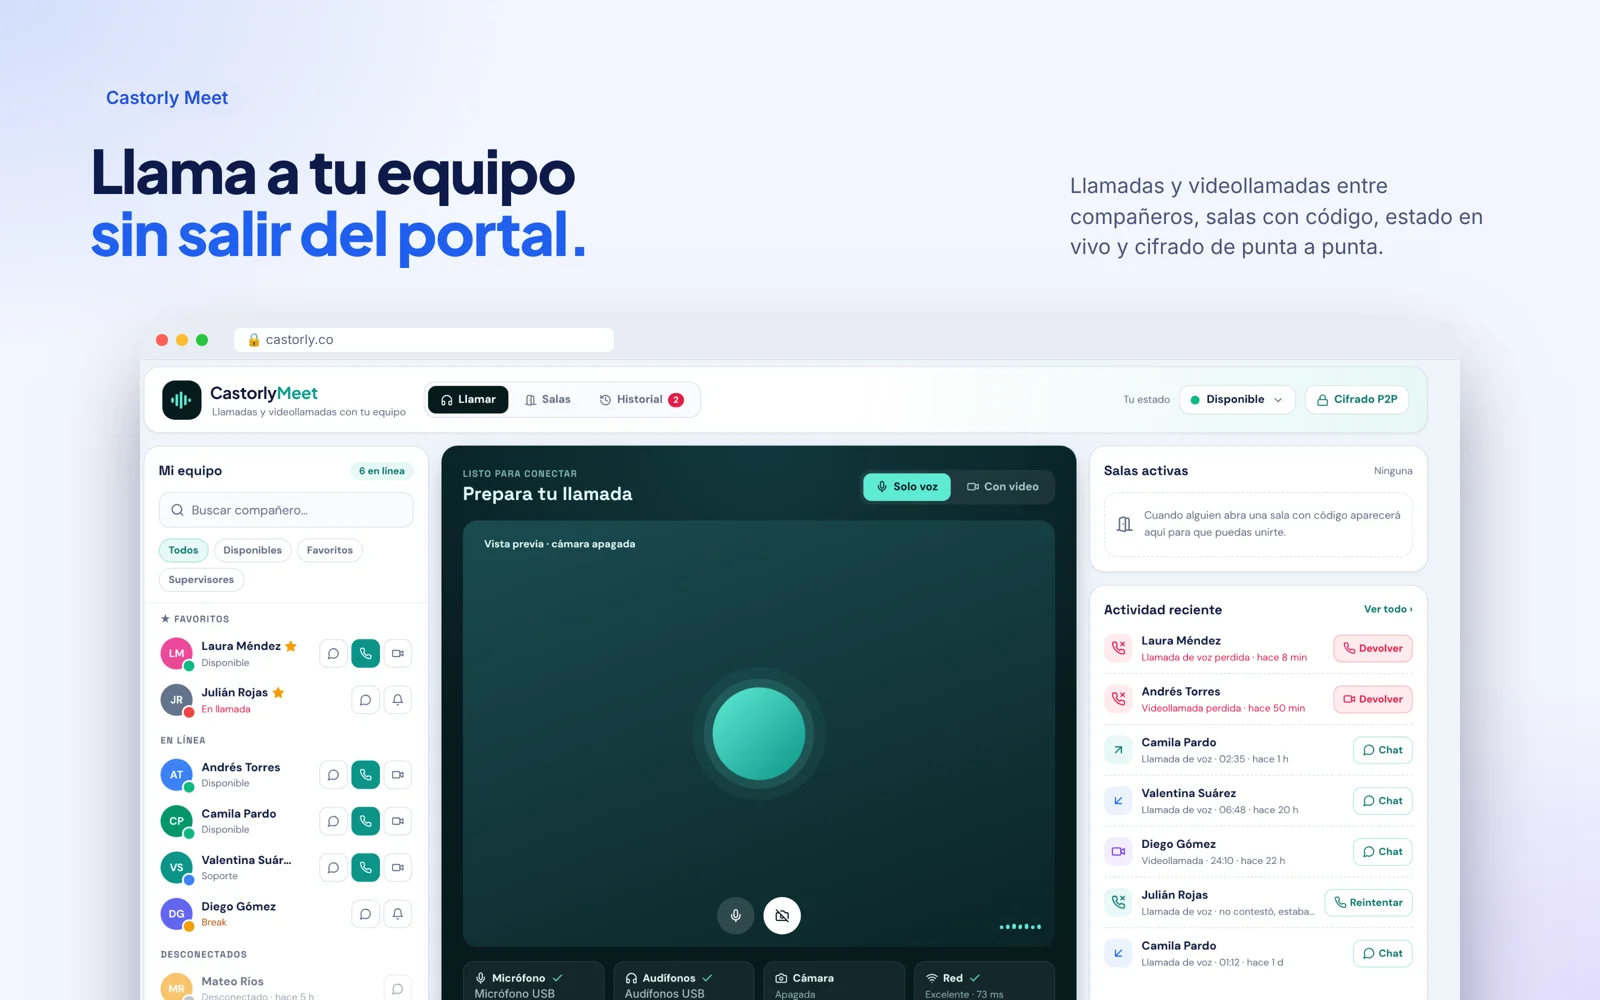 Castorly Meet
Llama a tu equipo
sin salir del portal.
Llamadas y videollamadas entre
compañeros, salas con código, estado en
vivo y cifrado de punta a punta.
castorly.co
CastorlyMeet
Llamadas y videollamadas con tu equipo
Llamar
Salas
Historial 2
Tu estado
Disponible
Cifrado P2P
Mi equipo
6 en línea
Buscar compañero...
Todos
Disponibles
Favoritos
Supervisores
★ FAVORITOS
LM
Laura Méndez
Disponible
JR
Julián Rojas
En llamada
EN LÍNEA
AT
Andrés Torres
Disponible
CP
Camila Pardo
Disponible
VS
Valentina Suár...
Soporte
DG
Diego Gómez
Break
DESCONECTADOS
MR
Mateo Ríos
Desconectado · hace 5 h
LISTO PARA CONECTAR
Prepara tu llamada
Solo voz
Con video
Vista previa · cámara apagada
Micrófono
Micrófono USB
Audífonos
Audífonos USB
Cámara
Apagada
Red
Excelente · 73 ms
Salas activas
Ninguna
Cuando alguien abra una sala con código aparecerá
aquí para que puedas unirte.
Actividad reciente
Ver todo ›
Laura Méndez
Llamada de voz perdida · hace 8 min
Devolver
Andrés Torres
Videollamada perdida · hace 50 min
Devolver
Camila Pardo
Llamada de voz · 02:35 · hace 1 h
Chat
Valentina Suárez
Llamada de voz · 06:48 · hace 20 h
Chat
Diego Gómez
Videollamada · 24:10 · hace 22 h
Chat
Julián Rojas
Llamada de voz · no contestó, estaba...
Reintentar
Camila Pardo
Llamada de voz · 01:12 · hace 1 d
Chat